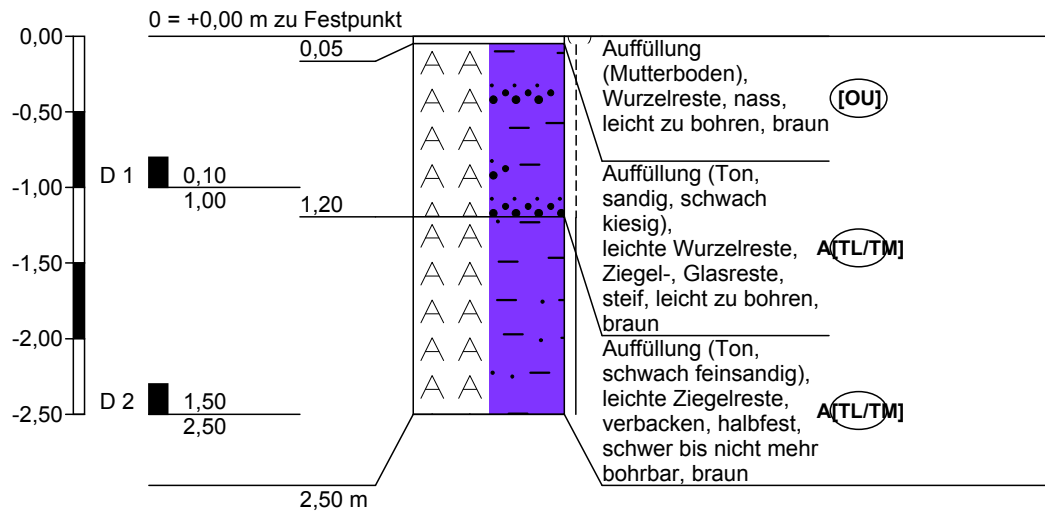 0 = +0,00 m zu Festpunkt
0,00
-0,50
-1,00
-1,50
-2,00
-2,50
D 1
0,10
1,00
D 2
1,50
2,50
0,05
1,20
2,50 m
A A
A A
A A
A A
A A
A A
A A
A A
A A
A A
Auffüllung
(Mutterboden),
Wurzelreste, nass,
leicht zu bohren, braun
[OU]
Auffüllung (Ton,
sandig, schwach
kiesig),
leichte Wurzelreste,
Ziegel-, Glasreste,
steif, leicht zu bohren,
braun
A[TL/TM]
Auffüllung (Ton,
schwach feinsandig),
leichte Ziegelreste,
verbacken, halbfest,
schwer bis nicht mehr
bohrbar, braun
A[TL/TM]